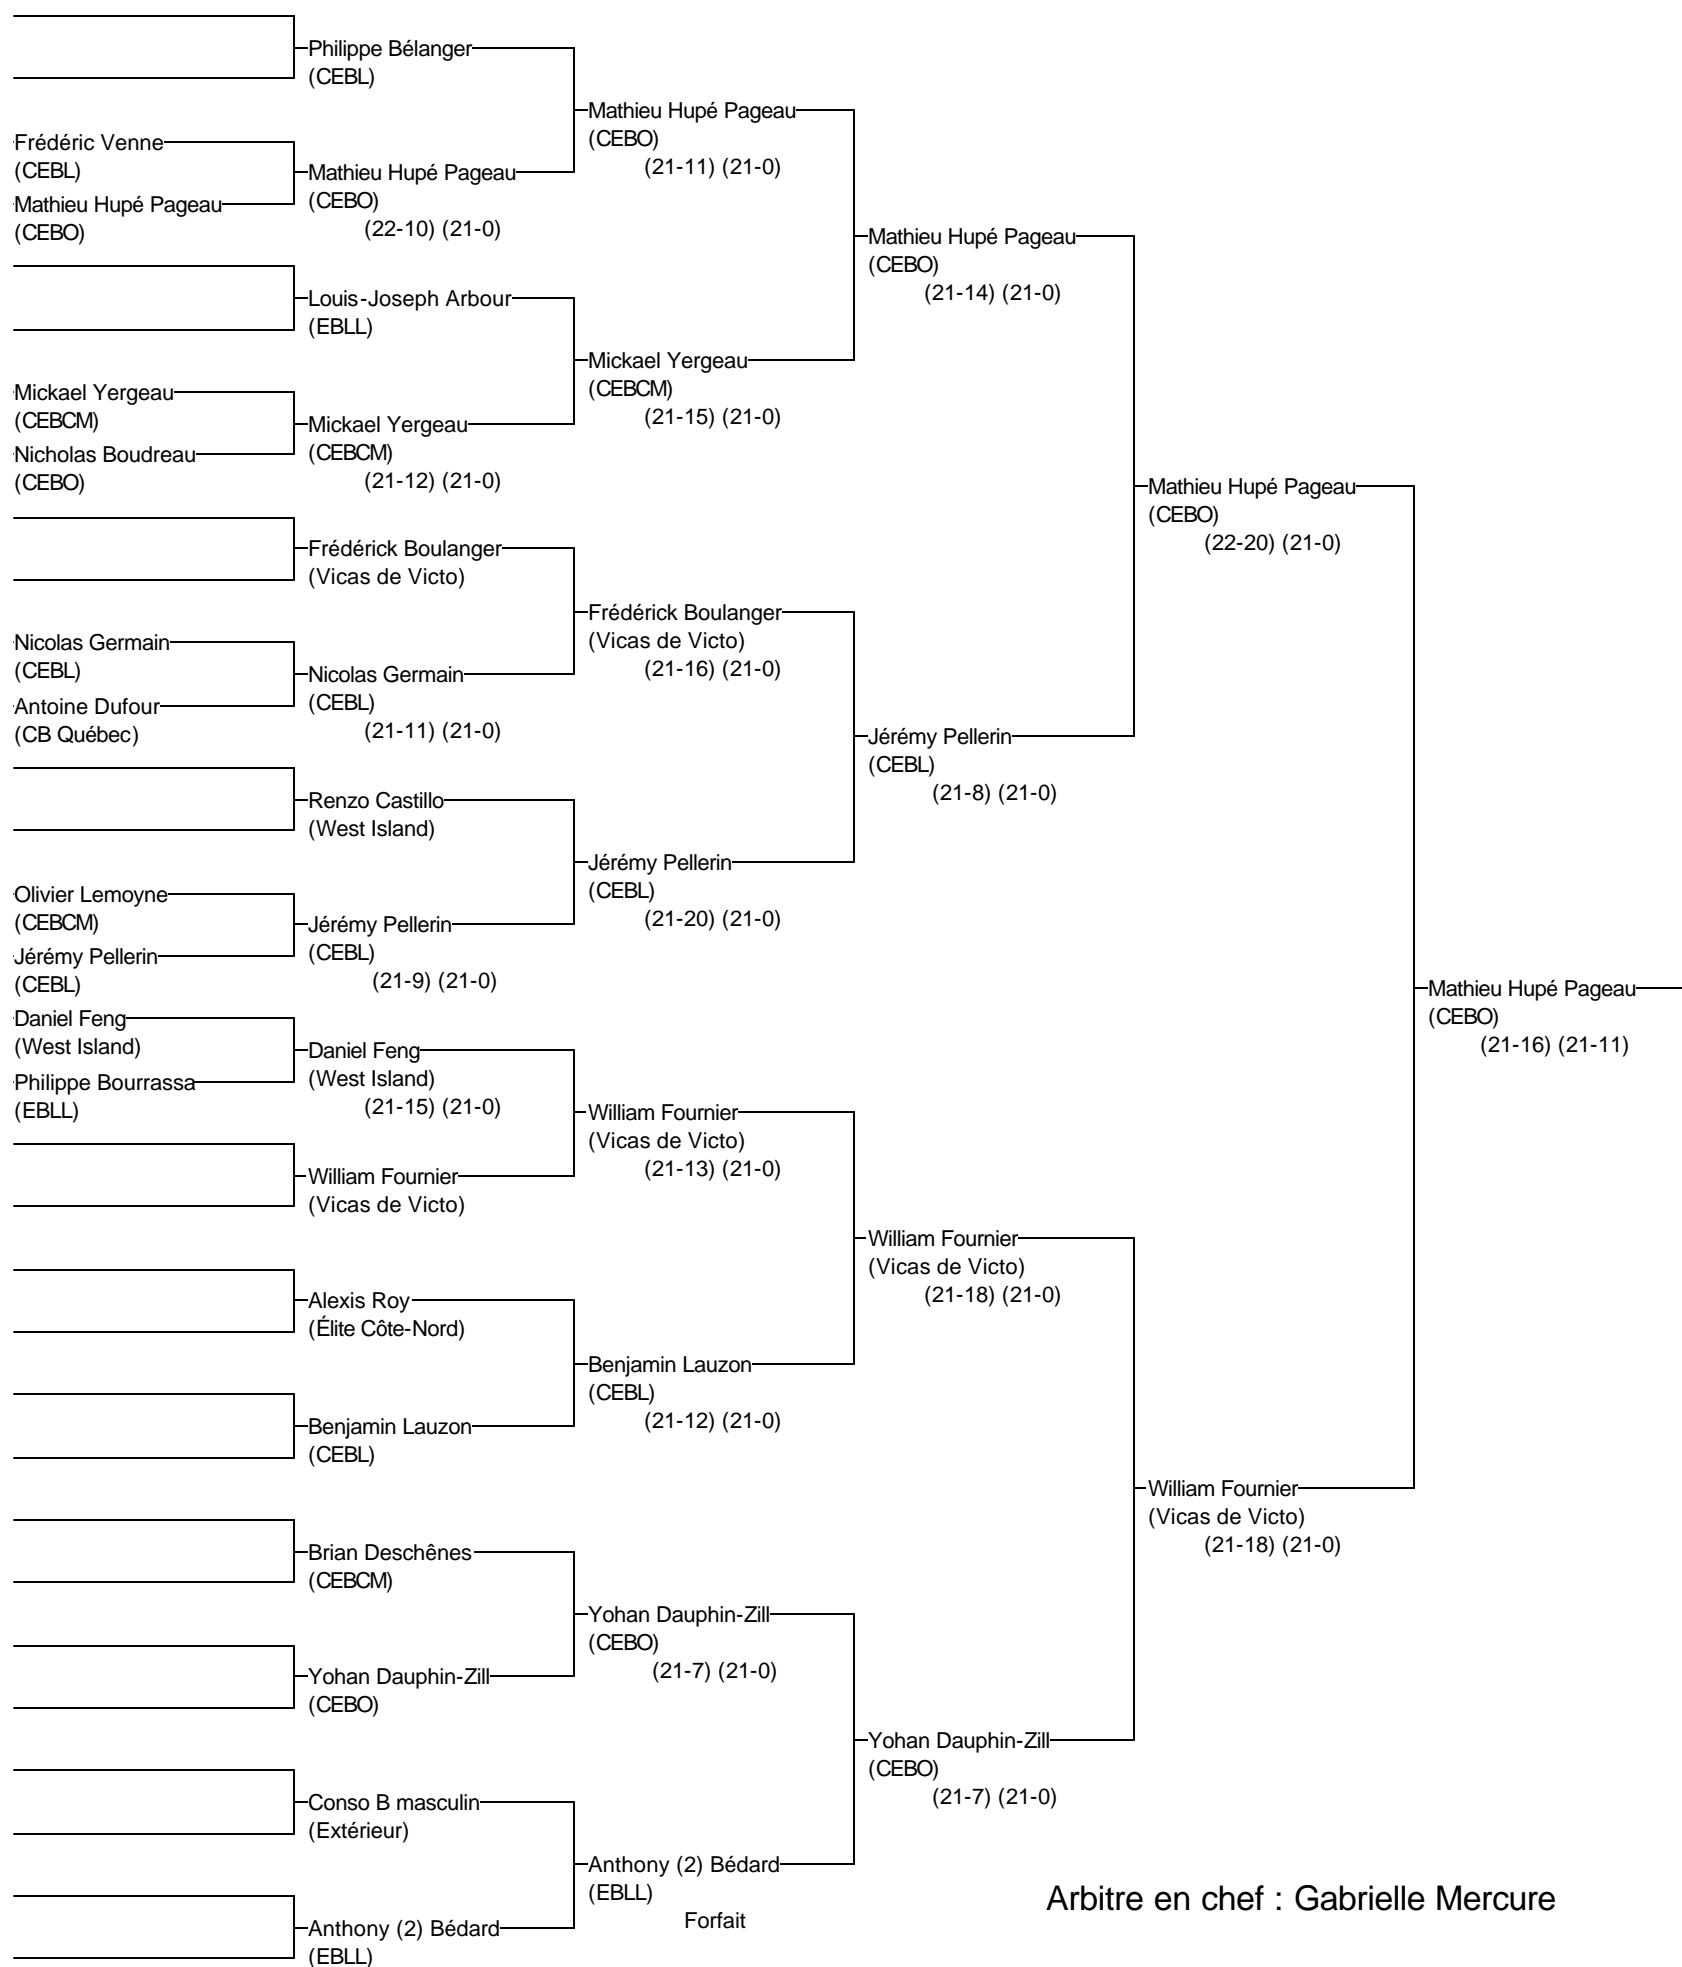 Philippe Bélanger
(CEBL)
Mathieu Hupé Pageau
(CEBO)
(21-11) (21-0)
Frédéric Venne
(CEBL)
Mathieu Hupé Pageau
(CEBO)
Mathieu Hupé Pageau
(CEBO)
(22-10) (21-0)
Mathieu Hupé Pageau
(CEBO)
(21-14) (21-0)
Louis-Joseph Arbour
(EBLL)
Mickael Yergeau
(CEBCM)
(21-15) (21-0)
Mickael Yergeau
(CEBCM)
Nicholas Boudreau
(CEBO)
Mickael Yergeau
(CEBCM)
(21-12) (21-0)
Mathieu Hupé Pageau
(CEBO)
(22-20) (21-0)
Frédérick Boulanger
(Vicas de Victo)
Frédérick Boulanger
(Vicas de Victo)
(21-16) (21-0)
Nicolas Germain
(CEBL)
Antoine Dufour
(CB Québec)
Nicolas Germain
(CEBL)
(21-11) (21-0)
Jérémy Pellerin
(CEBL)
(21-8) (21-0)
Renzo Castillo
(West Island)
Jérémy Pellerin
(CEBL)
(21-20) (21-0)
Olivier Lemoyne
(CEBCM)
Jérémy Pellerin
(CEBL)
Jérémy Pellerin
(CEBL)
(21-9) (21-0)
Mathieu Hupé Pageau
(CEBO)
(21-16) (21-11)
Daniel Feng
(West Island)
Philippe Bourrassa
(EBLL)
Daniel Feng
(West Island)
(21-15) (21-0)
William Fournier
(Vicas de Victo)
(21-13) (21-0)
William Fournier
(Vicas de Victo)
William Fournier
(Vicas de Victo)
(21-18) (21-0)
Alexis Roy
(Élite Côte-Nord)
Benjamin Lauzon
(CEBL)
(21-12) (21-0)
Benjamin Lauzon
(CEBL)
William Fournier
(Vicas de Victo)
(21-18) (21-0)
Brian Deschênes
(CEBCM)
Yohan Dauphin-Zill
(CEBO)
(21-7) (21-0)
Yohan Dauphin-Zill
(CEBO)
Yohan Dauphin-Zill
(CEBO)
(21-7) (21-0)
Conso B masculin
(Extérieur)
Anthony (2) Bédard
(EBLL)
Forfait
Anthony (2) Bédard
(EBLL)
Arbitre en chef : Gabrielle Mercure